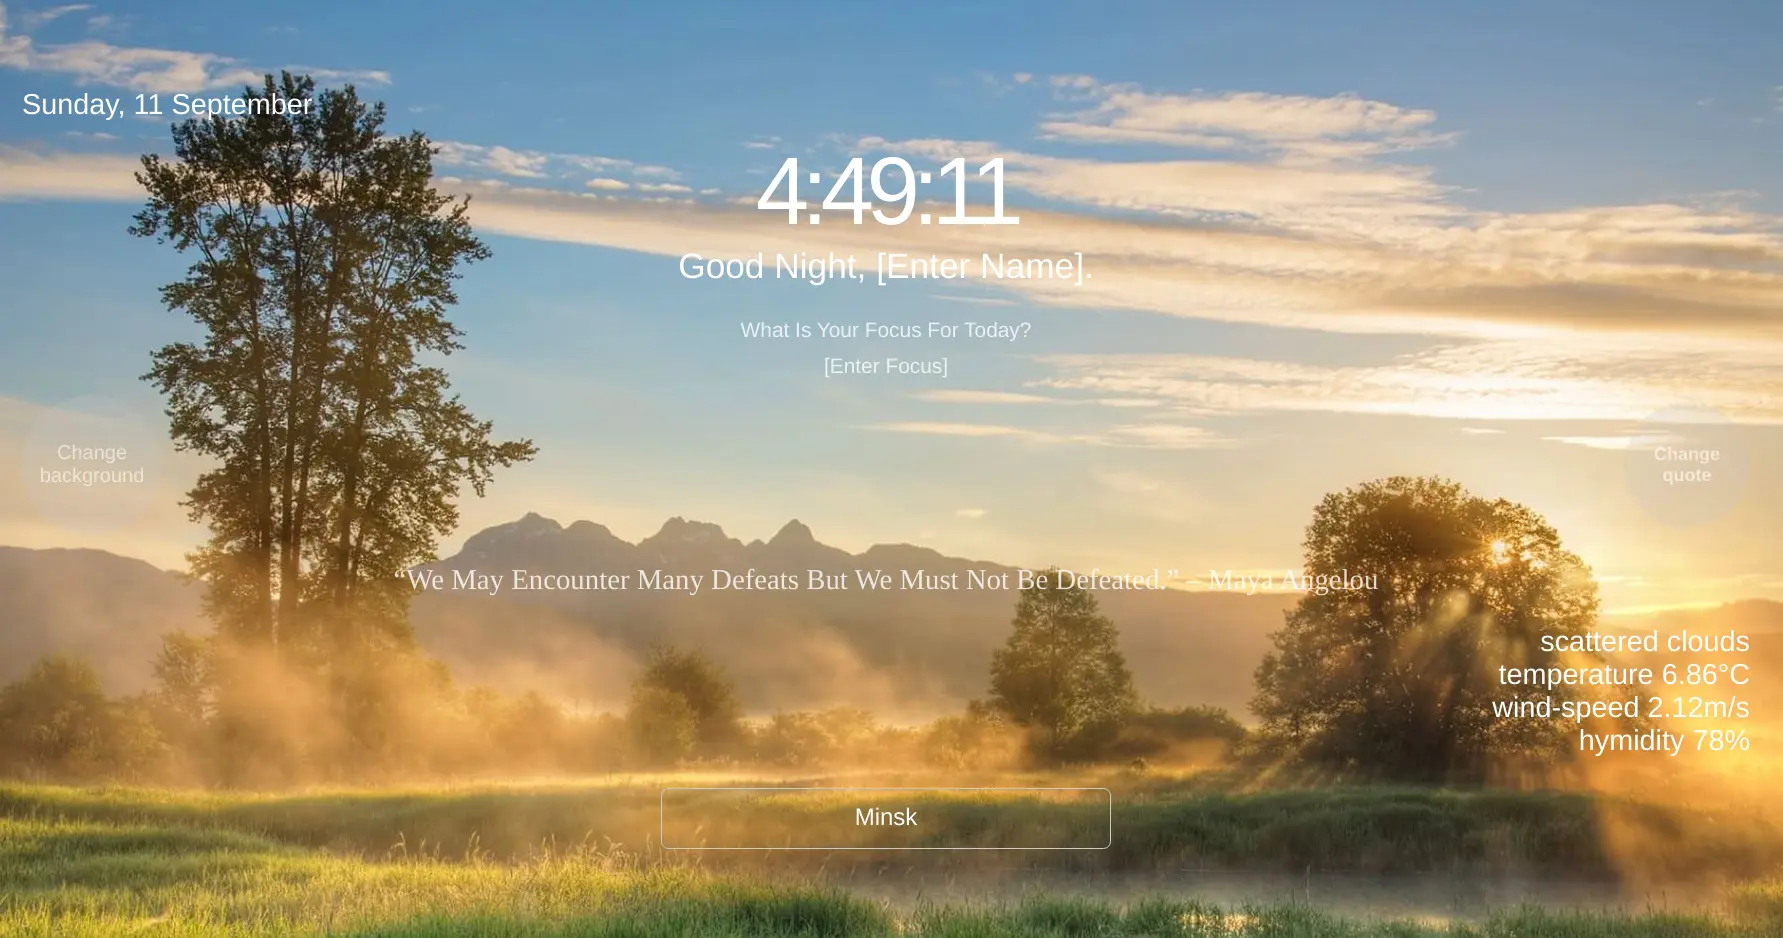 Sunday, 11 September
4:49:11
Good Night, [Enter Name].
What Is Your Focus For Today?
[Enter Focus]
Change
background
Change
quote
“We May Encounter Many Defeats But We Must Not Be Defeated.” – Maya Angelou
scattered clouds
temperature 6.86°C
wind-speed 2.12m/s
hymidity 78%
Minsk